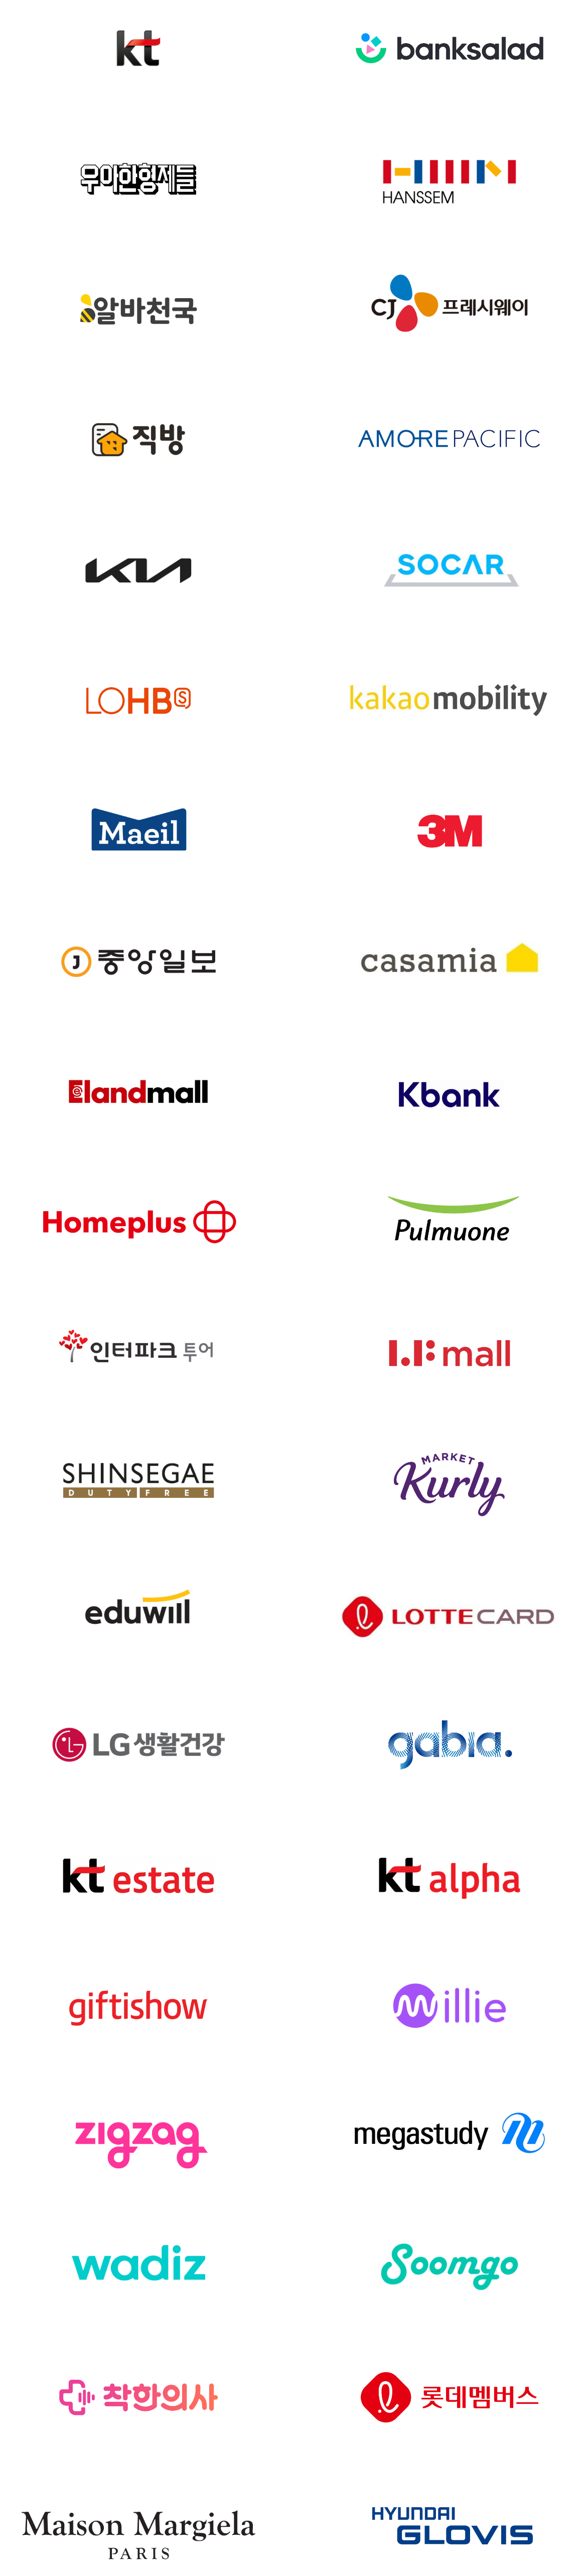 kt
banksalad
우아한형제들
HANSSEM
알바천국
CJ 프레시웨이
직방
AMOREPACIFIC
KIA
SOCAR
LOHBS
kakaomobility
Maeil
3M
J 중앙일보
casamia
Elandmall
Kbank
Homeplus
Pulmuone
인터파크 투어
LF mall
SHINSEGAE
DUTY FREE
MARKET
Kurly
eduwill
LOTTE CARD
LG 생활건강
gabia.
kt estate
kt alpha
giftishow
millie
zigzag
megastudy
wadiz
Soomgo
착한의사
롯데멤버스
Maison Margiela
PARIS
HYUNDAI
GLOVIS